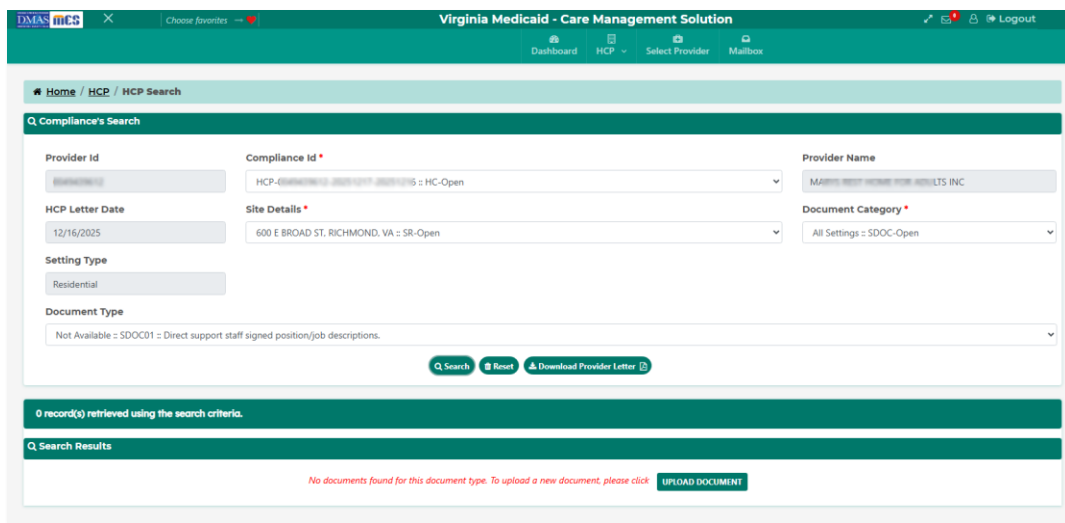 DMAS MES × Choose favorites → Virginia Medicaid - Care Management Solution Logout
Dashboard HCP Select Provider Mailbox
Home / HCP / HCP Search
Compliance's Search
Provider Id Compliance Id * Provider Name
HCP- 6 :: HC-Open LTS INC
HCP Letter Date Site Details * Document Category *
12/16/2025 600 E BROAD ST, RICHMOND, VA :: SR-Open All Settings :: SDOC-Open
Setting Type
Residential
Document Type
Not Available :: SDOC01 :: Direct support staff signed position/job descriptions.
Search Reset Download Provider Letter
0 record(s) retrieved using the search criteria.
Search Results
No documents found for this document type. To upload a new document, please click UPLOAD DOCUMENT